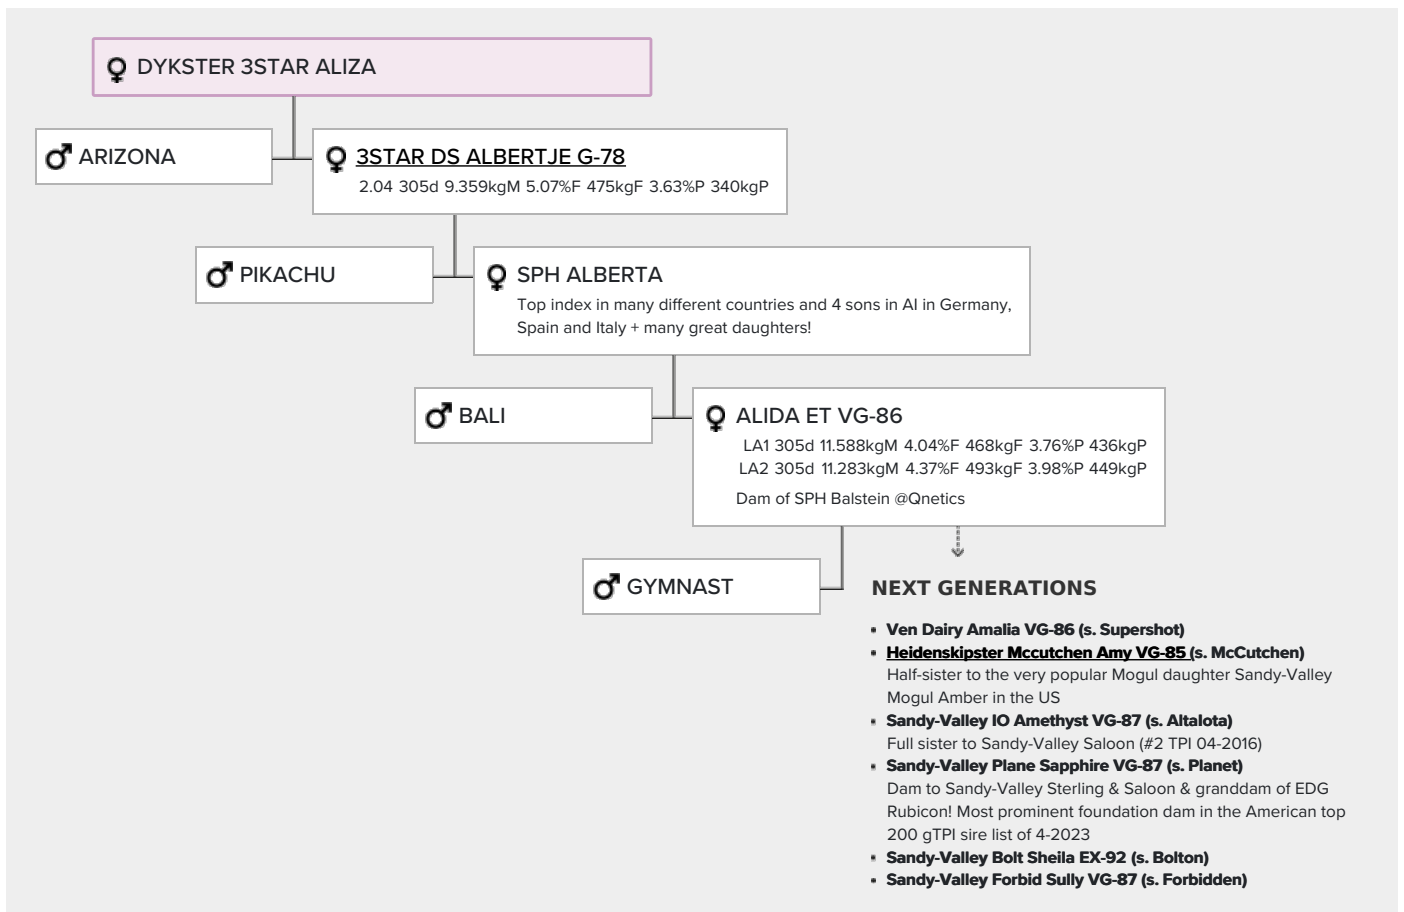 DYKSTER 3STAR ALIZA
ARIZONA
3STAR DS ALBERTJE G-78
2.04 305d 9.359kgM 5.07%F 475kgF 3.63%P 340kgP
PIKACHU
SPH ALBERTA
Top index in many different countries and 4 sons in AI in Germany,
Spain and Italy + many great daughters!
BALI
ALIDA ET VG-86
LA1 305d 11.588kgM 4.04%F 468kgF 3.76%P 436kgP
LA2 305d 11.283kgM 4.37%F 493kgF 3.98%P 449kgP
Dam of SPH Balstein @Qnetics
GYMNAST
NEXT GENERATIONS
Ven Dairy Amalia VG-86 (s. Supershot)
Heidenskipster Mccutchen Amy VG-85 (s. McCutchen)
Half-sister to the very popular Mogul daughter Sandy-Valley
Mogul Amber in the US
Sandy-Valley IO Amethyst VG-87 (s. Altalota)
Full sister to Sandy-Valley Saloon (#2 TPI 04-2016)
Sandy-Valley Plane Sapphire VG-87 (s. Planet)
Dam to Sandy-Valley Sterling & Saloon & granddam of EDG
Rubicon! Most prominent foundation dam in the American top
200 gTPI sire list of 4-2023
Sandy-Valley Bolt Sheila EX-92 (s. Bolton)
Sandy-Valley Forbid Sully VG-87 (s. Forbidden)